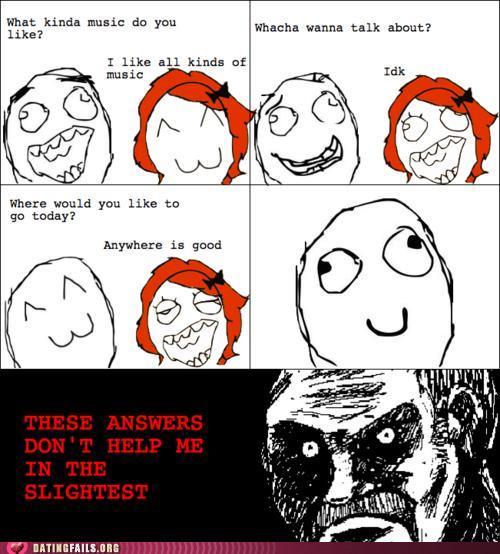 What kinda music do you
like?
I like all kinds of
music
Whacha wanna talk about?
Idk
Where would you like to
go today?
Anywhere is good
THESE ANSWERS
DON'T HELP ME
IN THE
SLIGHTEST
DATINGFAILS.ORG